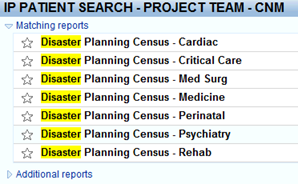 IP PATIENT SEARCH - PROJECT TEAM - CNM
Matching reports
Disaster Planning Census - Cardiac
Disaster Planning Census - Critical Care
Disaster Planning Census - Med Surg
Disaster Planning Census - Medicine
Disaster Planning Census - Perinatal
Disaster Planning Census - Psychiatry
Disaster Planning Census - Rehab
Additional reports